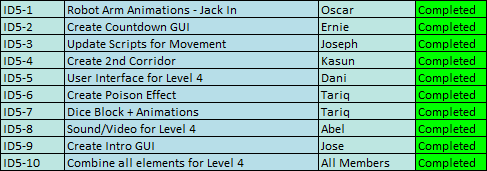 ID5-1 Robot Arm Animations - Jack In Oscar Completed
ID5-2 Create Countdown GUI Ernie Completed
ID5-3 Update Scripts for Movement Joseph Completed
ID5-4 Create 2nd Corridor Kasun Completed
ID5-5 User Interface for Level 4 Dani Completed
ID5-6 Create Poison Effect Tariq Completed
ID5-7 Dice Block + Animations Tariq Completed
ID5-8 Sound/Video for Level 4 Abel Completed
ID5-9 Create Intro GUI Jose Completed
ID5-10 Combine all elements for Level 4 All Members Completed